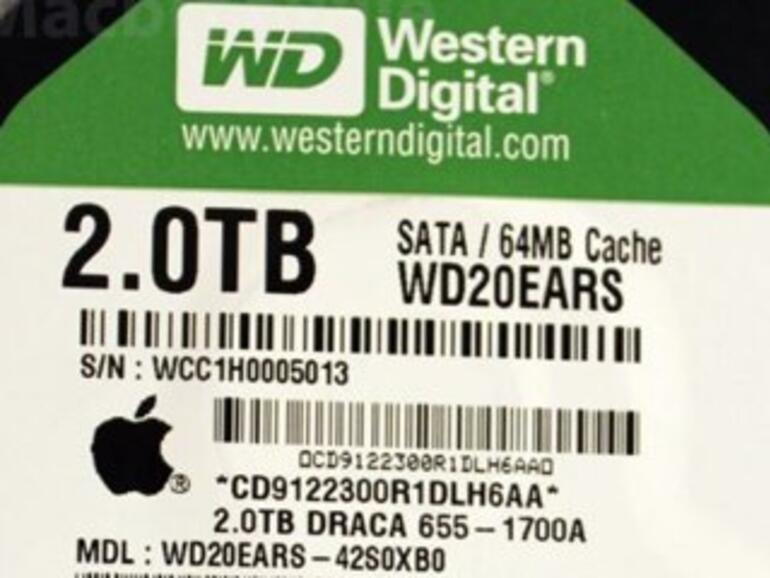 WD Western
Digital®
www.westerndigital.com
2.0TB
SATA / 64MB Cache
WD20EARS
S/N : WCC1H0005013
0CD9122300R1DLH6AA0
*CD9122300R1DLH6AA*
2.0TB DRACA 655-1700A
MDL : WD20EARS-42S0XB0